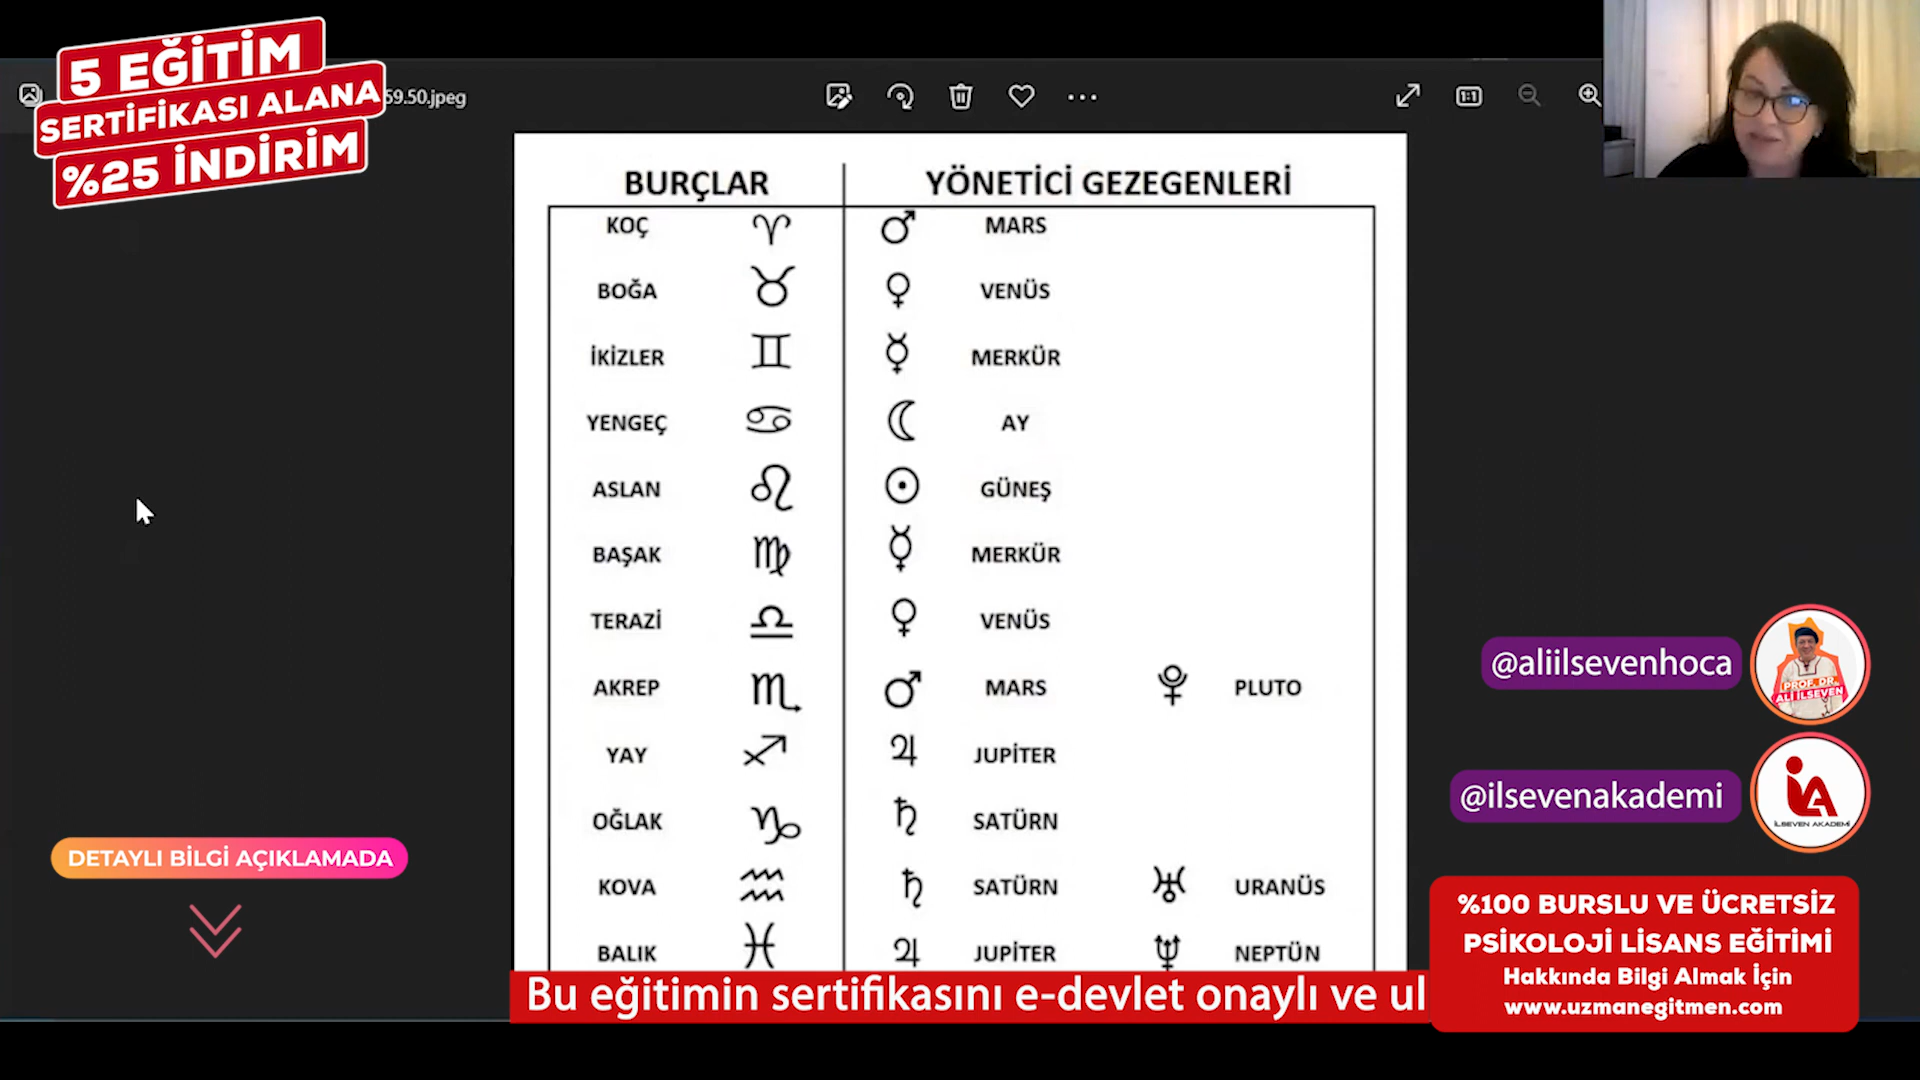 5 EĞİTİM
SERTİFİKASI ALANA
%25 İNDİRİM
59.50.jpeg
1:1
BURÇLAR YÖNETİCİ GEZEGENLERİ
KOÇ ♈ ♂ MARS
BOĞA ♉ ♀ VENÜS
İKİZLER ♊ ☿ MERKÜR
YENGEÇ ♋ ☾ AY
ASLAN ♌ ☉ GÜNEŞ
BAŞAK ♍ ☿ MERKÜR
TERAZİ ♎ ♀ VENÜS
AKREP ♏ ♂ MARS PLUTO
YAY ♐ ♃ JUPİTER
OĞLAK ♑ ♄ SATÜRN
KOVA ♒ ♄ SATÜRN ♅ URANÜS
BALIK ♓ ♃ JUPİTER ♆ NEPTÜN
@aliilsevenhoca
PROF. DR.
ALİ İLSEVEN
@ilsevenakademi
İLSEVEN AKADEMİ
DETAYLI BİLGİ AÇIKLAMADA
%100 BURSLU VE ÜCRETSİZ
PSİKOLOJİ LİSANS EĞİTİMİ
Hakkında Bilgi Almak İçin
www.uzmanegitmen.com
Bu eğitimin sertifikasını e-devlet onaylı ve ul